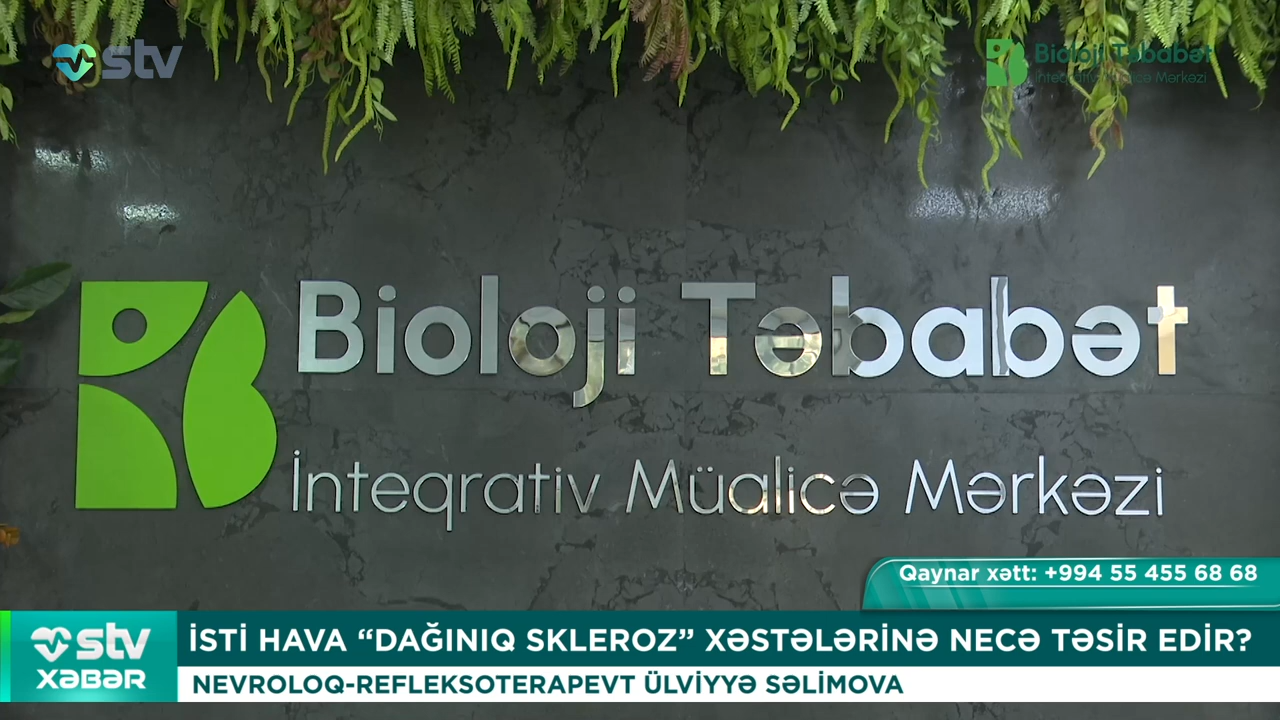 stv
Bioloji Təbabət
İnteqrativ Müalicə Mərkəzi
Bioloji Təbabət
İnteqrativ Müalicə Mərkəzi
Qaynar xətt: +994 55 455 68 68
stv
XƏBƏR
İSTİ HAVA “DAĞINIQ SKLEROZ” XƏSTƏLƏRİNƏ NECƏ TƏSİR EDİR?
NEVROLOQ-REFLEKSOTERAPEVT ÜLVİYYƏ SƏLİMOVA